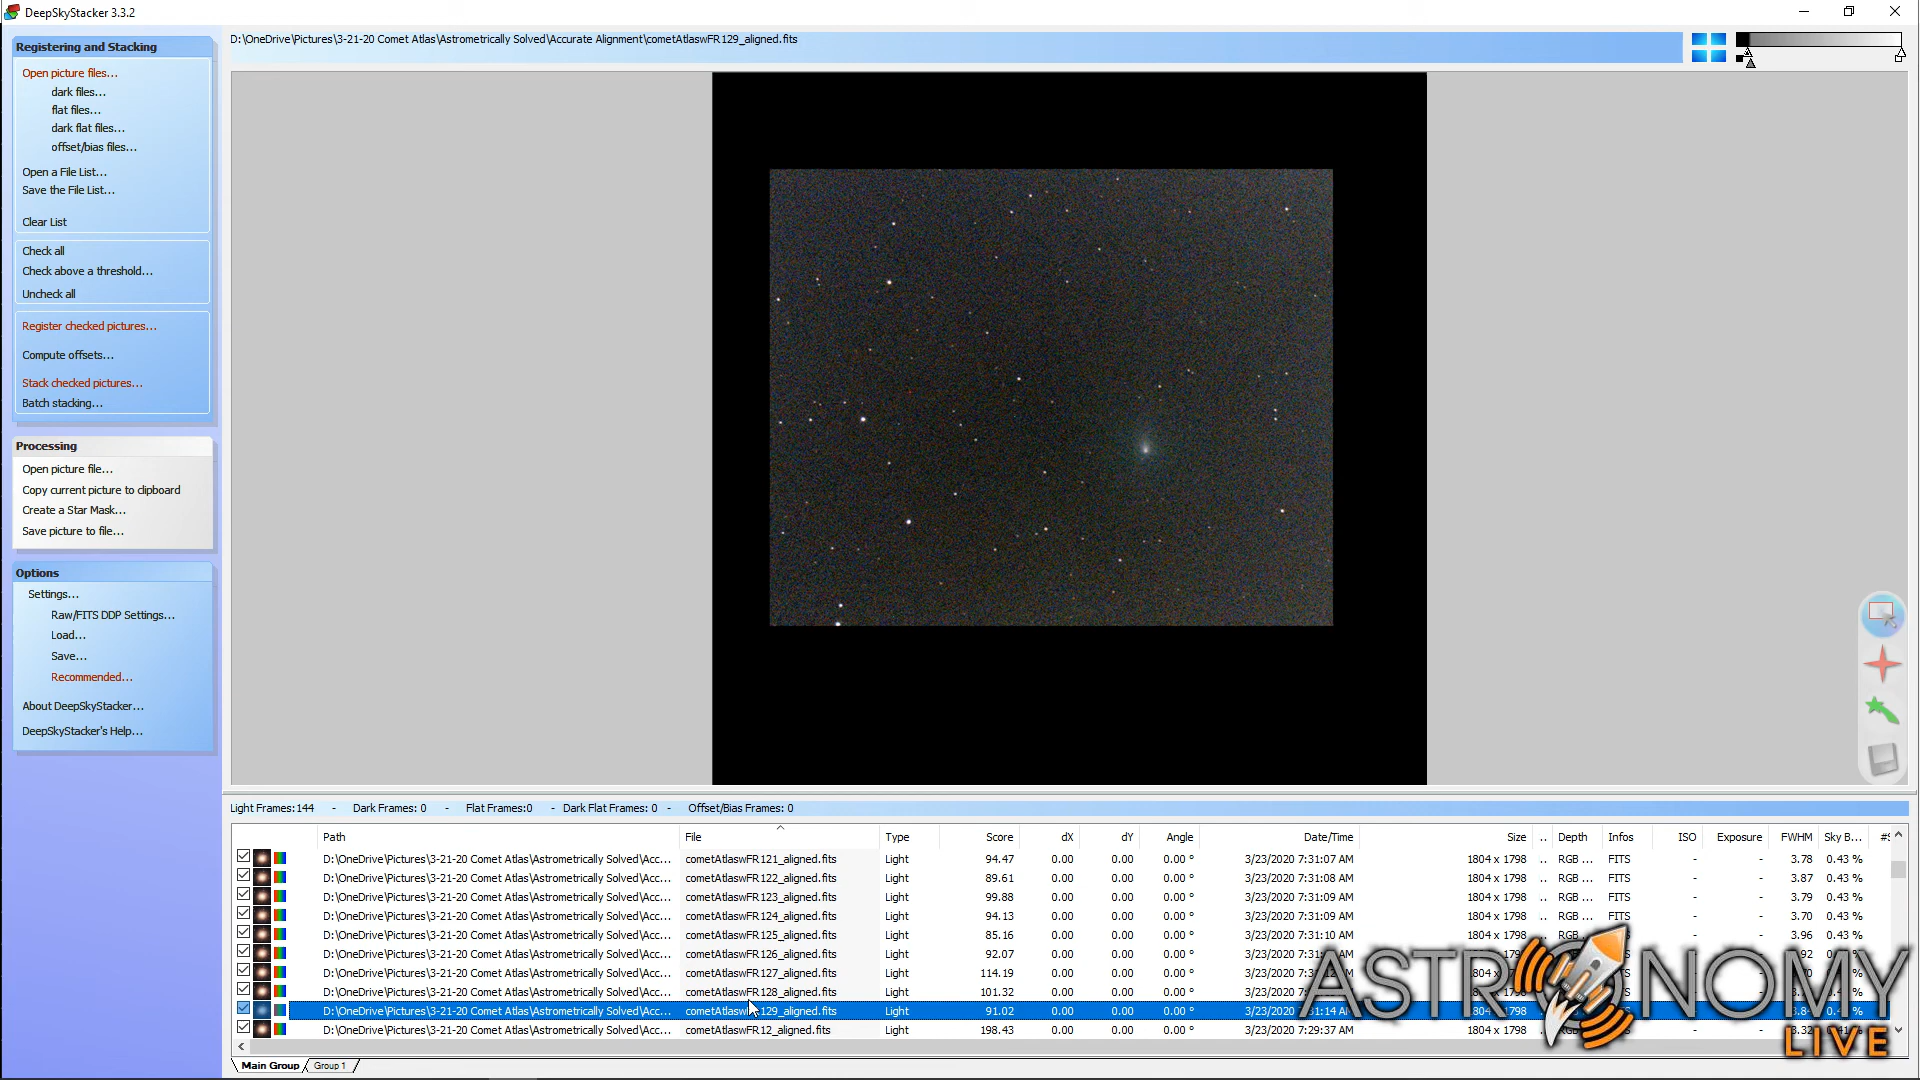 DeepSkyStacker 3.3.2
Registering and Stacking
Open picture files...
dark files...
flat files...
dark flat files...
offset/bias files...
Open a File List...
Save the File List...
Clear List
Check all
Check above a threshold...
Uncheck all
Register checked pictures...
Compute offsets...
Stack checked pictures...
Batch stacking...
Processing
Open picture file...
Copy current picture to clipboard
Create a Star Mask...
Save picture to file...
Options
Settings...
Raw/FITS DDP Settings...
Load...
Save...
Recommended...
About DeepSkyStacker...
DeepSkyStacker's Help...
D:\OneDrive\Pictures\3-21-20 Comet Atlas\Astrometrically Solved\Accurate Alignment\cometAtlaswFR129_aligned.fits
Light Frames:144 - Dark Frames: 0 - Flat Frames:0 - Dark Flat Frames: 0 - Offset/Bias Frames: 0
Path File Type Score dX dY Angle Date/Time Size .. Depth Infos ISO Exposure FWHM Sky B... #S
D:\OneDrive\Pictures\3-21-20 Comet Atlas\Astrometrically Solved\Acc... cometAtlaswFR121_aligned.fits Light 94.47 0.00 0.00 0.00 ° 3/23/2020 7:31:07 AM 1804 x 1798 .. RGB ... FITS - - 3.78 0.43 %
D:\OneDrive\Pictures\3-21-20 Comet Atlas\Astrometrically Solved\Acc... cometAtlaswFR122_aligned.fits Light 89.61 0.00 0.00 0.00 ° 3/23/2020 7:31:08 AM 1804 x 1798 .. RGB ... FITS - - 3.87 0.43 %
D:\OneDrive\Pictures\3-21-20 Comet Atlas\Astrometrically Solved\Acc... cometAtlaswFR123_aligned.fits Light 99.88 0.00 0.00 0.00 ° 3/23/2020 7:31:09 AM 1804 x 1798 .. RGB ... FITS - - 3.79 0.43 %
D:\OneDrive\Pictures\3-21-20 Comet Atlas\Astrometrically Solved\Acc... cometAtlaswFR124_aligned.fits Light 94.13 0.00 0.00 0.00 ° 3/23/2020 7:31:09 AM 1804 x 1798 .. RGB ... FITS - - 3.70 0.43 %
D:\OneDrive\Pictures\3-21-20 Comet Atlas\Astrometrically Solved\Acc... cometAtlaswFR125_aligned.fits Light 85.16 0.00 0.00 0.00 ° 3/23/2020 7:31:10 AM 1804 x 1798 .. RGB 3.96 0.43 %
D:\OneDrive\Pictures\3-21-20 Comet Atlas\Astrometrically Solved\Acc... cometAtlaswFR126_aligned.fits Light 92.07 0.00 0.00 0.00 ° 3/23/2020
D:\OneDrive\Pictures\3-21-20 Comet Atlas\Astrometrically Solved\Acc... cometAtlaswFR127_aligned.fits Light 114.19 0.00 0.00 0.00 ° 3/23/2020
D:\OneDrive\Pictures\3-21-20 Comet Atlas\Astrometrically Solved\Acc... cometAtlaswFR128_aligned.fits Light 101.32 0.00 0.00 0.00 ° 3/23/2020
D:\OneDrive\Pictures\3-21-20 Comet Atlas\Astrometrically Solved\Acc... cometAtlaswFR129_aligned.fits Light 91.02 0.00 0.00 0.00 ° 3/23/2020 AM
D:\OneDrive\Pictures\3-21-20 Comet Atlas\Astrometrically Solved\Acc... cometAtlaswFR12_aligned.fits Light 198.43 0.00 0.00 0.00 ° 3/23/2020 7:29:37 AM 1804 x 1798
Main Group Group 1
ASTRONOMY
LIVE